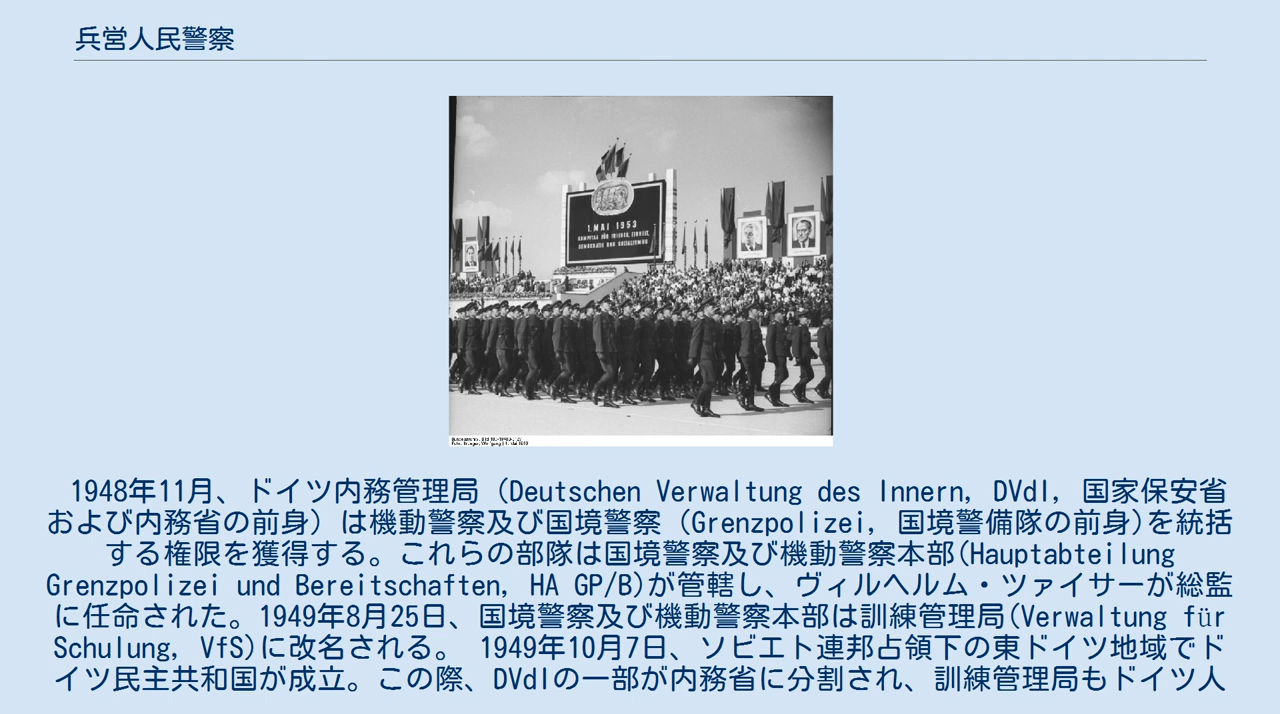 兵営人民警察
1. MAI 1953
KAMPFTAG FÜR FRIEDEN, EINHEIT,
DEMOKRATIE UND SOZIALISMUS
1948年11月、ドイツ内務管理局（Deutschen Verwaltung des Innern, DVdI, 国家保安省
および内務省の前身）は機動警察及び国境警察（Grenzpolizei, 国境警備隊の前身)を統括
する権限を獲得する。これらの部隊は国境警察及び機動警察本部(Hauptabteilung
Grenzpolizei und Bereitschaften, HA GP/B)が管轄し、ヴィルヘルム・ツァイサーが総監
に任命された。1949年8月25日、国境警察及び機動警察本部は訓練管理局(Verwaltung für
Schulung, VfS)に改名される。 1949年10月7日、ソビエト連邦占領下の東ドイツ地域でド
イツ民主共和国が成立。この際、DVdIの一部が内務省に分割され、訓練管理局もドイツ人